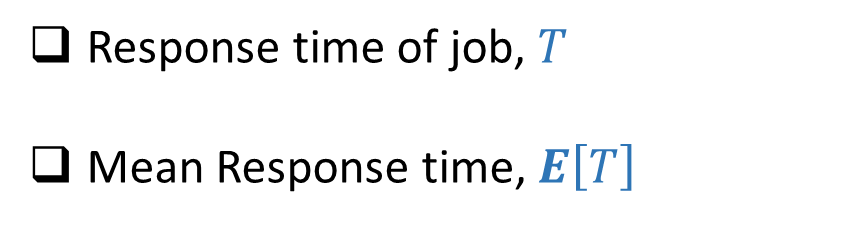 ❑ Response time of job, T
❑ Mean Response time, E[T]